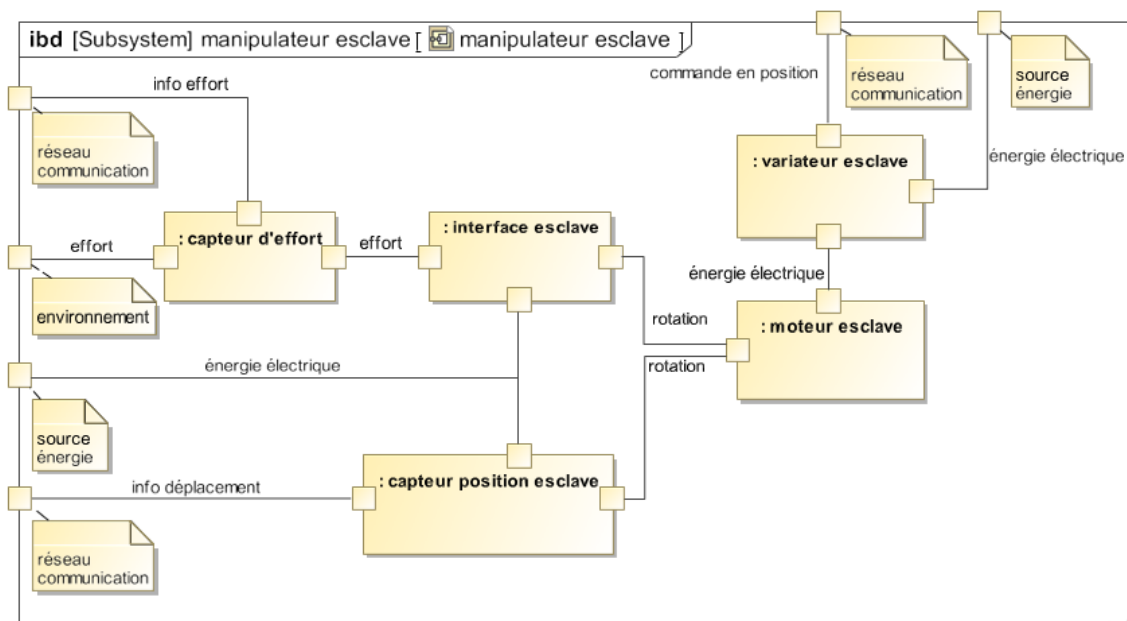 ibd [Subsystem] manipulateur esclave [ manipulateur esclave ]
info effort
réseau
communication
commande en position
réseau
communication
source
énergie
: variateur esclave
énergie électrique
effort
: capteur d'effort
effort
: interface esclave
environnement
énergie électrique
: moteur esclave
rotation
rotation
énergie électrique
source
énergie
info déplacement
: capteur position esclave
réseau
communication